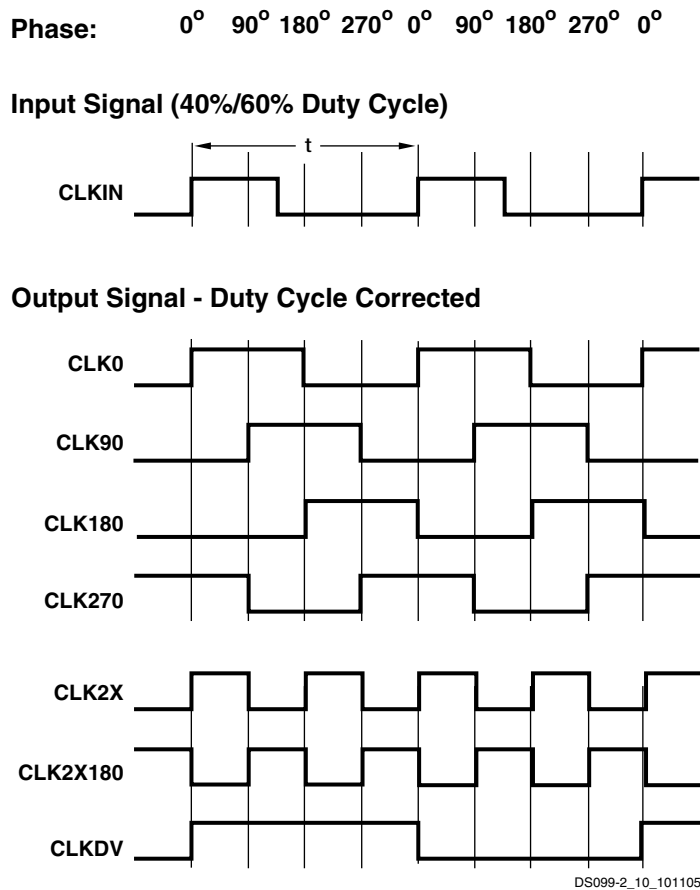 Phase: 0° 90° 180° 270° 0° 90° 180° 270° 0°
Input Signal (40%/60% Duty Cycle)
t
CLKIN
Output Signal - Duty Cycle Corrected
CLK0
CLK90
CLK180
CLK270
CLK2X
CLK2X180
CLKDV
DS099-2_10_101105